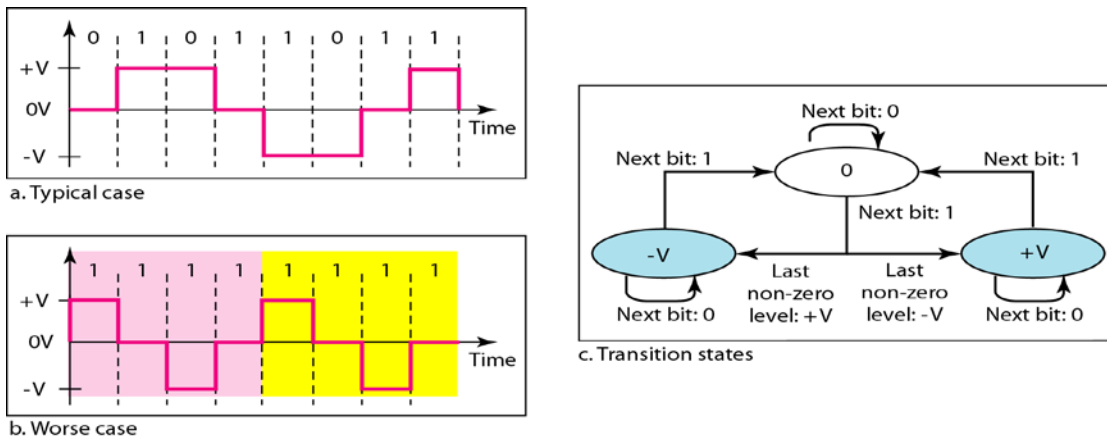 0 1 0 1 1 0 1 1
+V
0V
Time
-V
a. Typical case
1 1 1 1 1 1 1 1
+V
0V
Time
-V
b. Worse case
Next bit: 0
Next bit: 1
0
Next bit: 1
Next bit: 1
-V
+V
Last
non-zero
level: +V
Last
non-zero
level: -V
Next bit: 0
Next bit: 0
c. Transition states